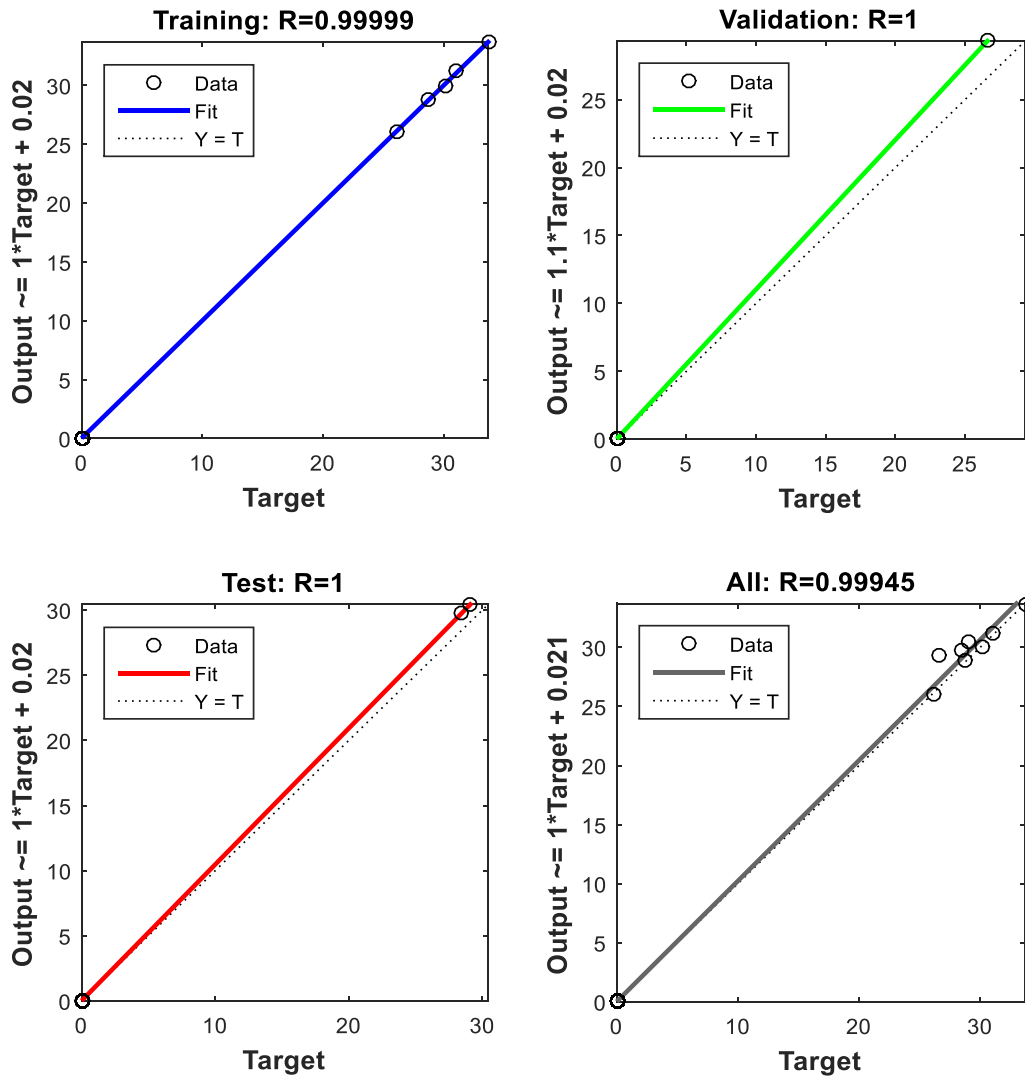 Training: R=0.99999
Output ~= 1*Target + 0.02
30
25
20
15
10
5
0
Data
Fit
Y = T
0
10
20
30
Target
Validation: R=1
Output ~= 1.1*Target + 0.02
25
20
15
10
5
0
Data
Fit
Y = T
0
5
10
15
20
25
Target
Test: R=1
Output ~= 1*Target + 0.02
30
25
20
15
10
5
0
Data
Fit
Y = T
0
10
20
30
Target
All: R=0.99945
Output ~= 1*Target + 0.021
30
25
20
15
10
5
0
Data
Fit
Y = T
0
10
20
30
Target